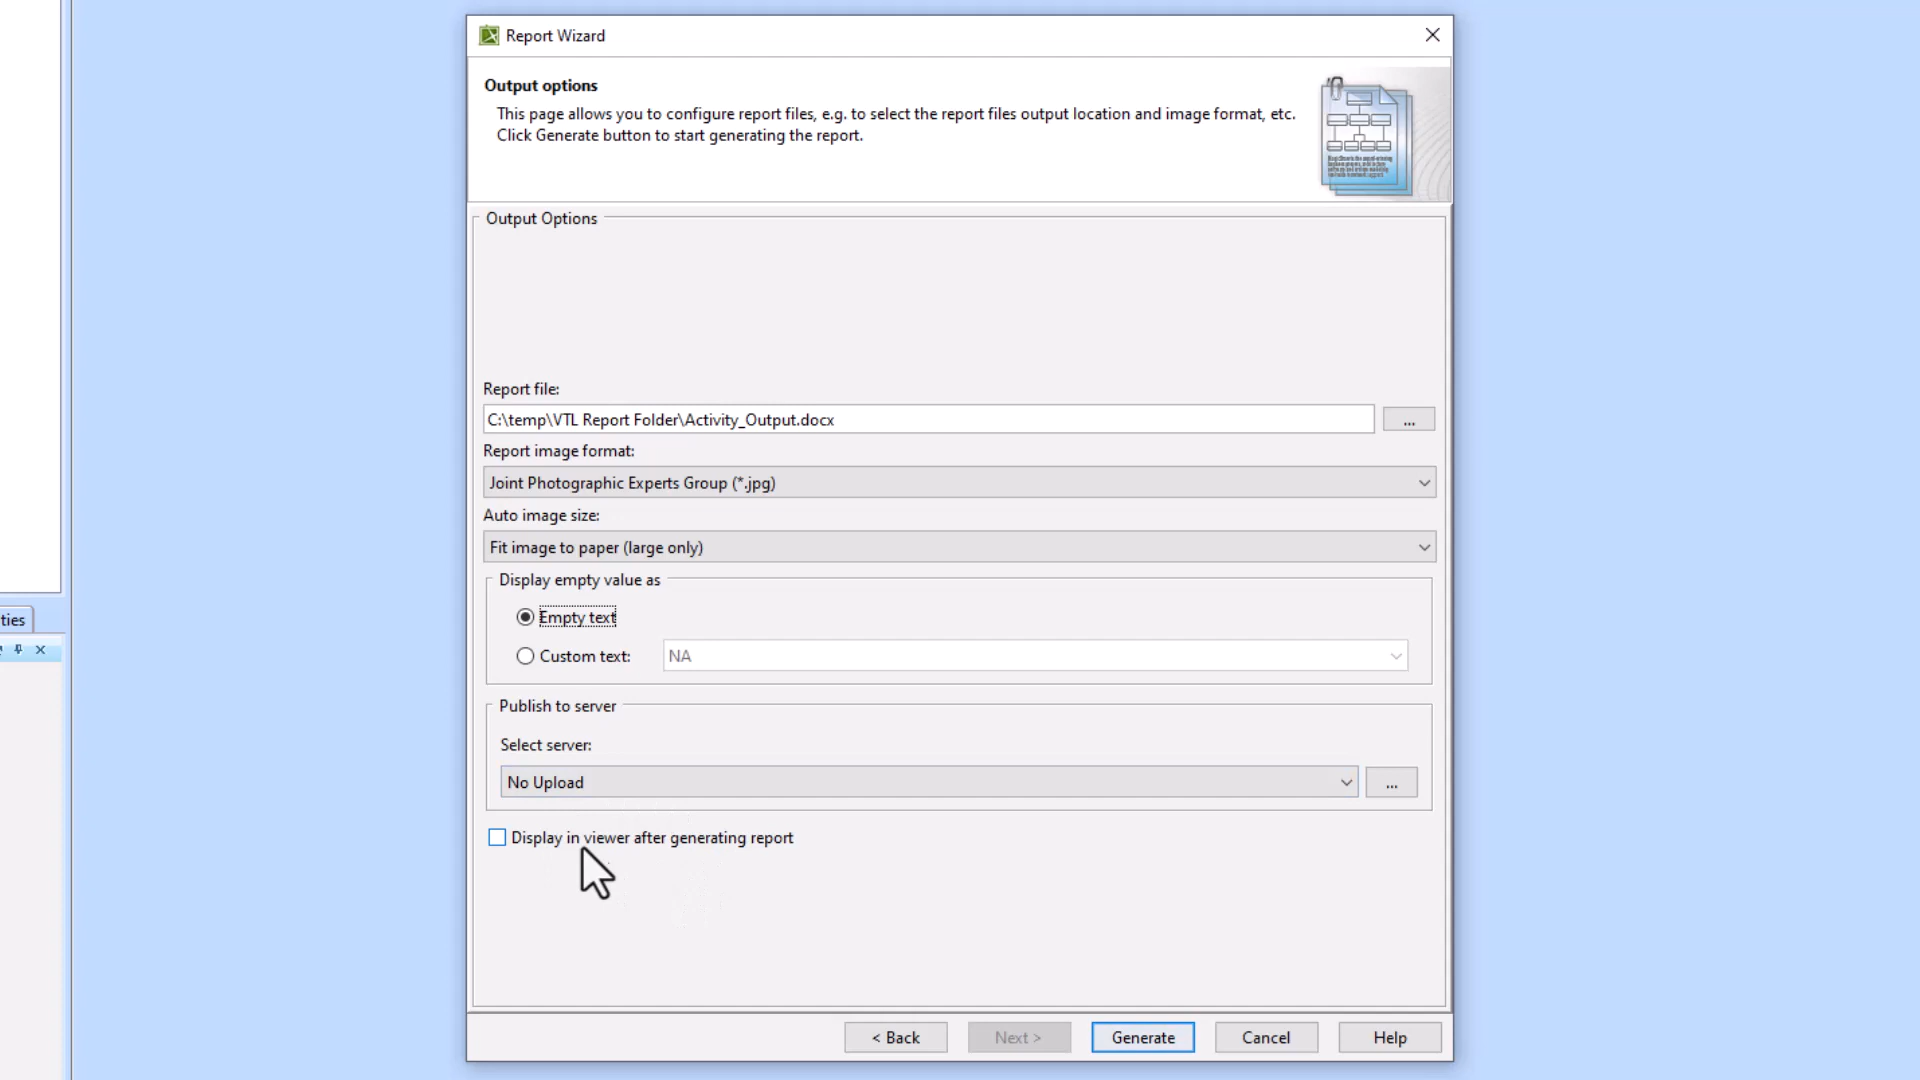 Report Wizard
Output options
This page allows you to configure report files, e.g. to select the report files output location and image format, etc.
Click Generate button to start generating the report.
Output Options
Report file:
C:\temp\VTL Report Folder\Activity_Output.docx
...
Report image format:
Joint Photographic Experts Group (*.jpg)
Auto image size:
Fit image to paper (large only)
Display empty value as
Empty text
Custom text:
NA
ties
Publish to server
Select server:
No Upload
...
Display in viewer after generating report
< Back
Next >
Generate
Cancel
Help